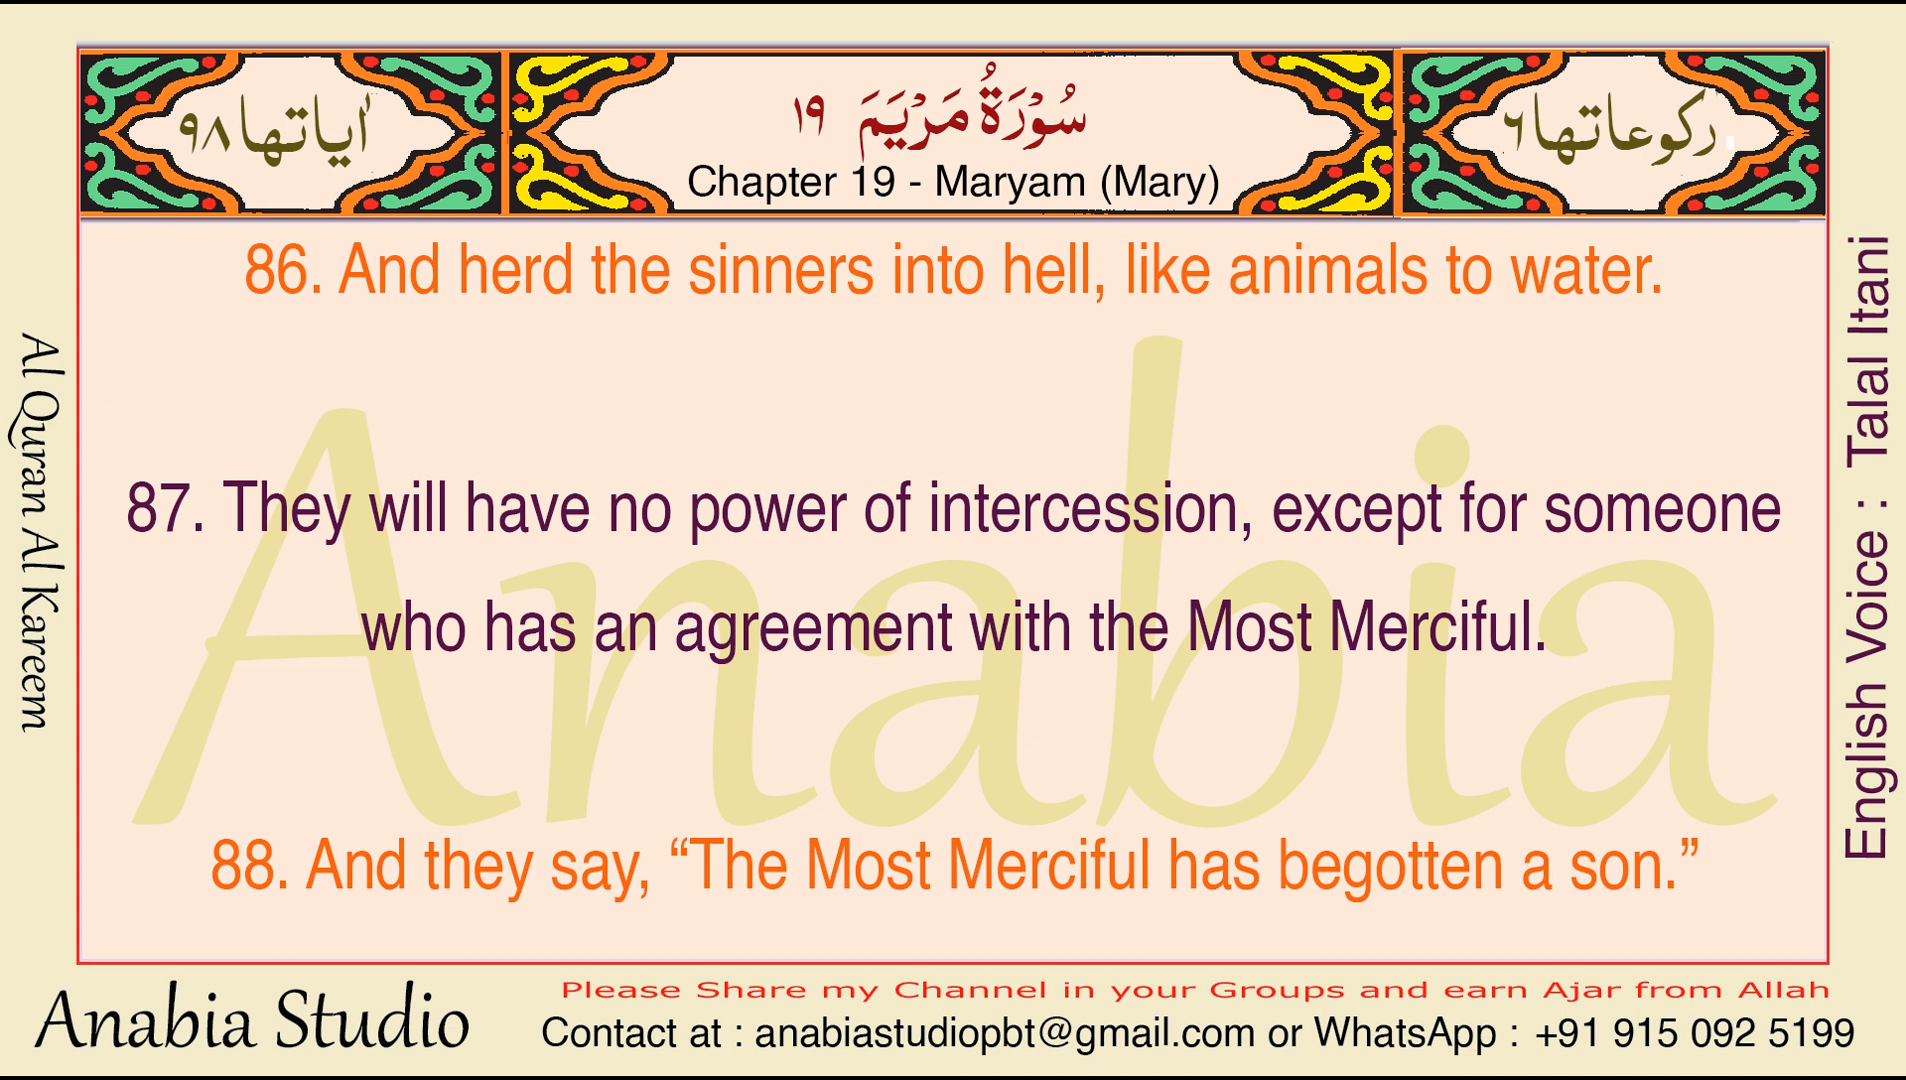 اٰیاتها ٩٨
سُوْرَةُ مَرْيَمَ ١٩
رکوعاتها ٦
Chapter 19 - Maryam (Mary)
86. And herd the sinners into hell, like animals to water.
87. They will have no power of intercession, except for someone
who has an agreement with the Most Merciful.
88. And they say, “The Most Merciful has begotten a son.”
Anabia
Al Quran Al Kareem
English Voice : Talal Itani
Anabia Studio
Please Share my Channel in your Groups and earn Ajar from Allah
Contact at : anabiastudiopbt@gmail.com or WhatsApp : +91 915 092 5199